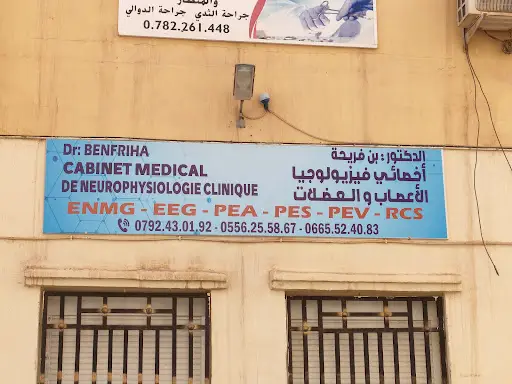 والمنظار
جراحة الثدي جراحة الدوالي
0.782.261.448
Dr: BENFRIHA
CABINET MEDICAL
DE NEUROPHYSIOLOGIE CLINIQUE
الدكتور : بن فريحة
أخصائي فيزيولوجيا
الأعصاب و العضلات
ENMG - EEG - PEA - PES - PEV - RCS
0792.43.01.92 - 0556.25.58.67 - 0665.52.40.83